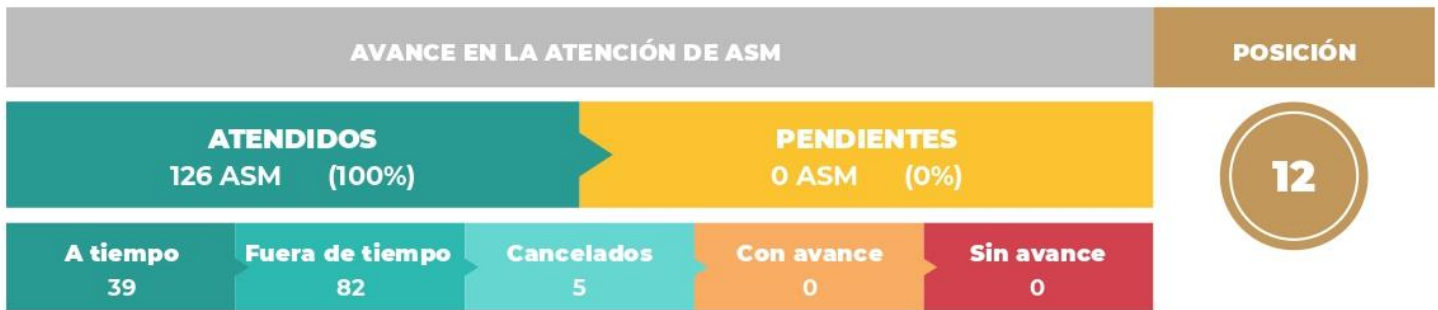 AVANCE EN LA ATENCIÓN DE ASM
POSICIÓN
ATENDIDOS
126 ASM (100%)
PENDIENTES
0 ASM (0%)
12
A tiempo
39
Fuera de tiempo
82
Cancelados
5
Con avance
0
Sin avance
0